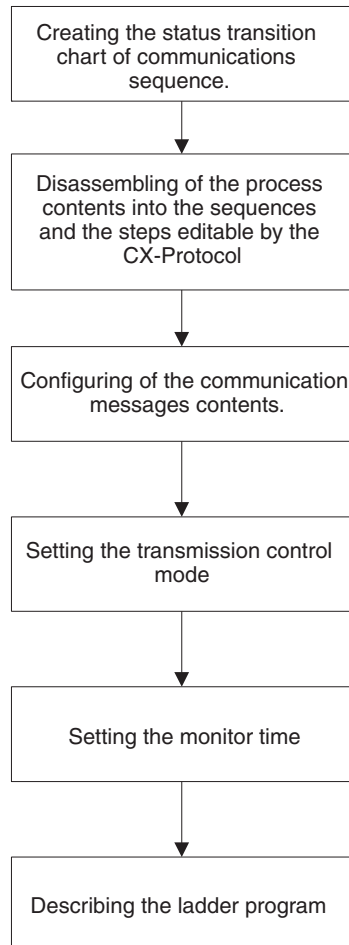 Creating the status transition
chart of communications
sequence.
Disassembling of the process
contents into the sequences
and the steps editable by the
CX-Protocol
Configuring of the communication
messages contents.
Setting the transmission control
mode
Setting the monitor time
Describing the ladder program